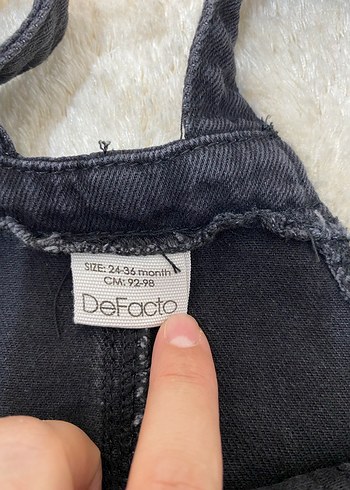 SIZE: 24-36 month
CM: 92-98
DeFacto